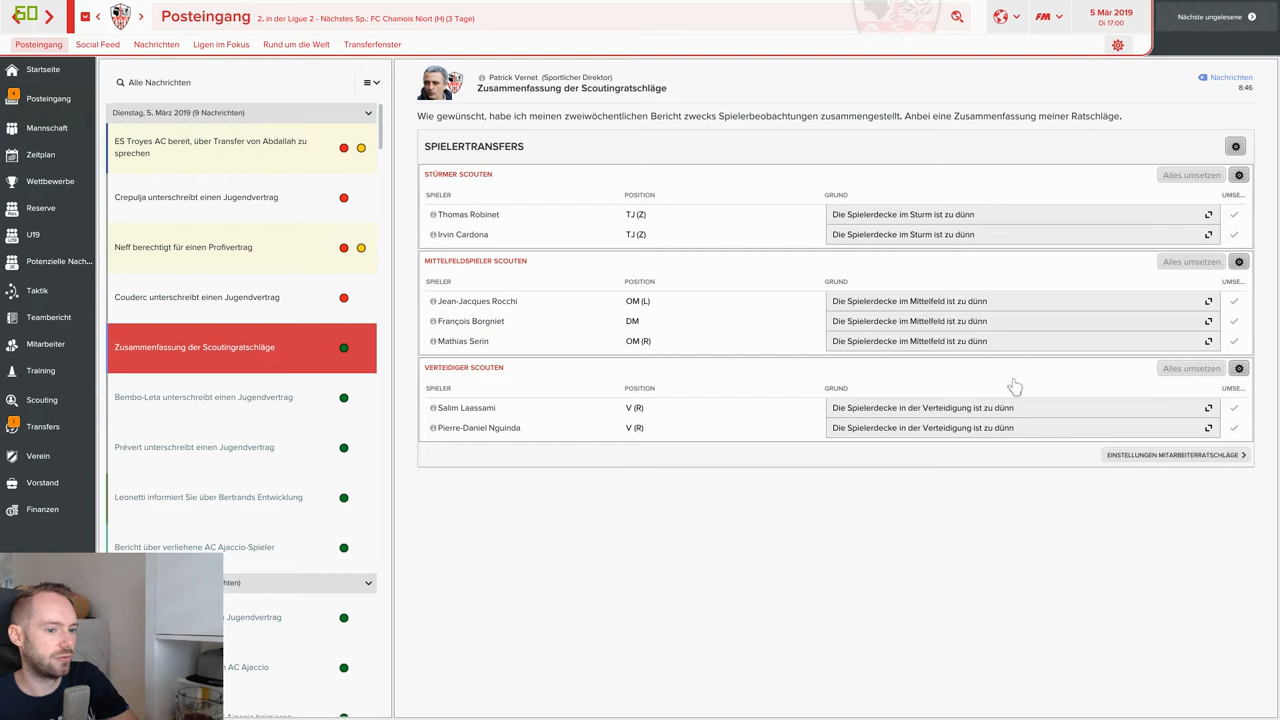 60
Posteingang
2. in der Ligue 2 - Nächstes Sp.: FC Chamois Niort (H) (3 Tage)
FM
5 Mär 2019
Di 17:00
Nächste ungelesene
Posteingang
Social Feed
Nachrichten
Ligen im Fokus
Rund um die Welt
Transferfenster
Startseite
4
Posteingang
Mannschaft
Zeitplan
Wettbewerbe
Res
Reserve
U19
U19
Potenzielle Nach...
Taktik
Teambericht
Mitarbeiter
Training
Scouting
1
Transfers
Verein
Vorstand
Finanzen
Alle Nachrichten
Dienstag, 5. März 2019 (9 Nachrichten)
ES Troyes AC bereit, über Transfer von Abdallah zu
sprechen
Crepulja unterschreibt einen Jugendvertrag
Neff berechtigt für einen Profivertrag
Couderc unterschreibt einen Jugendvertrag
Zusammenfassung der Scoutingratschläge
Bembo-Leta unterschreibt einen Jugendvertrag
Prévert unterschreibt einen Jugendvertrag
Leonetti informiert Sie über Bertrands Entwicklung
Bericht über verliehene AC Ajaccio-Spieler
hten)
Jugendvertrag
AC Ajaccio
Patrick Vernet (Sportlicher Direktor)
Zusammenfassung der Scoutingratschläge
Nachrichten
8:46
Wie gewünscht, habe ich meinen zweiwöchentlichen Bericht zwecks Spielerbeobachtungen zusammengestellt. Anbei eine Zusammenfassung meiner Ratschläge.
SPIELERTRANSFERS
STÜRMER SCOUTEN
Alles umsetzen
SPIELER POSITION GRUND UMSE...
Thomas Robinet TJ (Z) Die Spielerdecke im Sturm ist zu dünn
Irvin Cardona TJ (Z) Die Spielerdecke im Sturm ist zu dünn
MITTELFELDSPIELER SCOUTEN
Alles umsetzen
SPIELER POSITION GRUND UMSE...
Jean-Jacques Rocchi OM (L) Die Spielerdecke im Mittelfeld ist zu dünn
François Borgniet DM Die Spielerdecke im Mittelfeld ist zu dünn
Mathias Serin OM (R) Die Spielerdecke im Mittelfeld ist zu dünn
VERTEIDIGER SCOUTEN
Alles umsetzen
SPIELER POSITION GRUND UMSE...
Salim Laassami V (R) Die Spielerdecke in der Verteidigung ist zu dünn
Pierre-Daniel Nguinda V (R) Die Spielerdecke in der Verteidigung ist zu dünn
EINSTELLUNGEN MITARBEITERRATSCHLÄGE